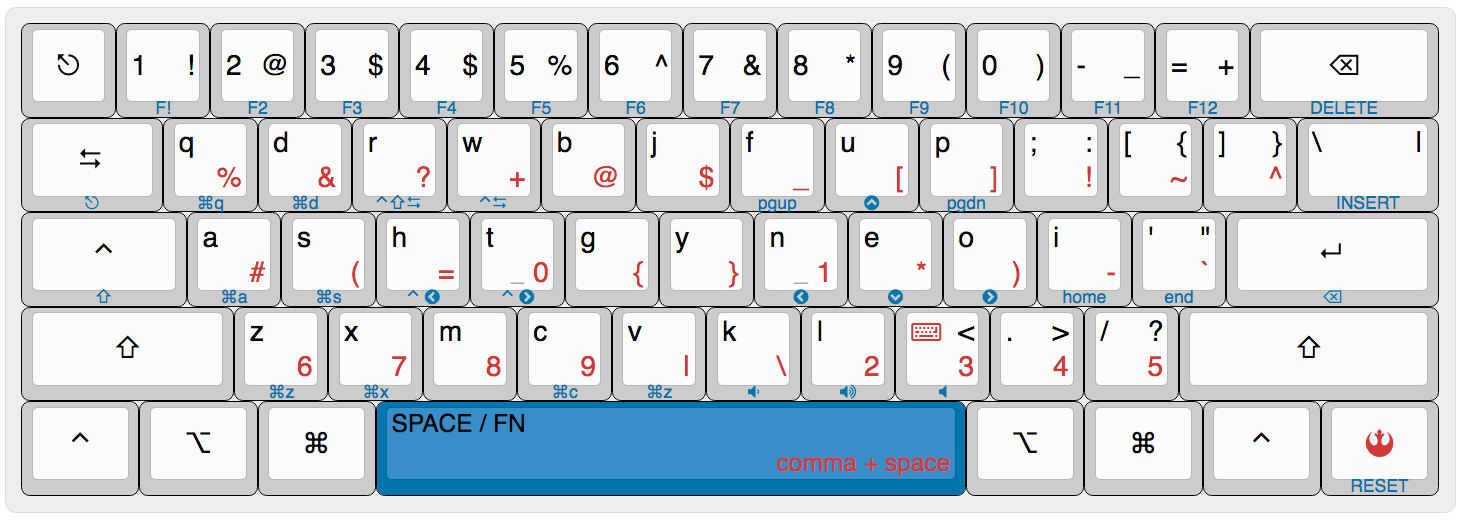 1 ! 2 @ 3 $ 4 $ 5 % 6 ^ 7 & 8 * 9 ( 0 ) - _ = +
F! F2 F3 F4 F5 F6 F7 F8 F9 F10 F11 F12 DELETE
q d r w b j f u p ; : [ { ] } \ |
% & ? + @ $ _ [ ] ! ~ ^
⌘q ⌘d ^⇧⇆ ^⇆ pgup pgdn INSERT
^ a s h t g y n e o i ' "
# ( = _ 0 { } _ 1 * ) - `
⇧ ⌘a ⌘s ^ ^ home end
z x m c v k l < . > / ?
6 7 8 9 | \ 2 3 4 5
⌘z ⌘x ⌘c ⌘z
^ ⌥ ⌘ SPACE / FN ⌥ ⌘ ^
comma + space
RESET